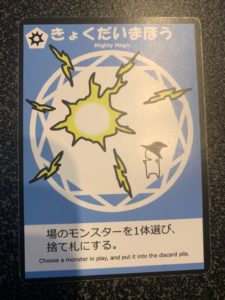 きょくだいまほう
Mighty Magic
場のモンスターを1体選び、
捨て札にする。
Choose a monster in play, and put it into the discard pile.